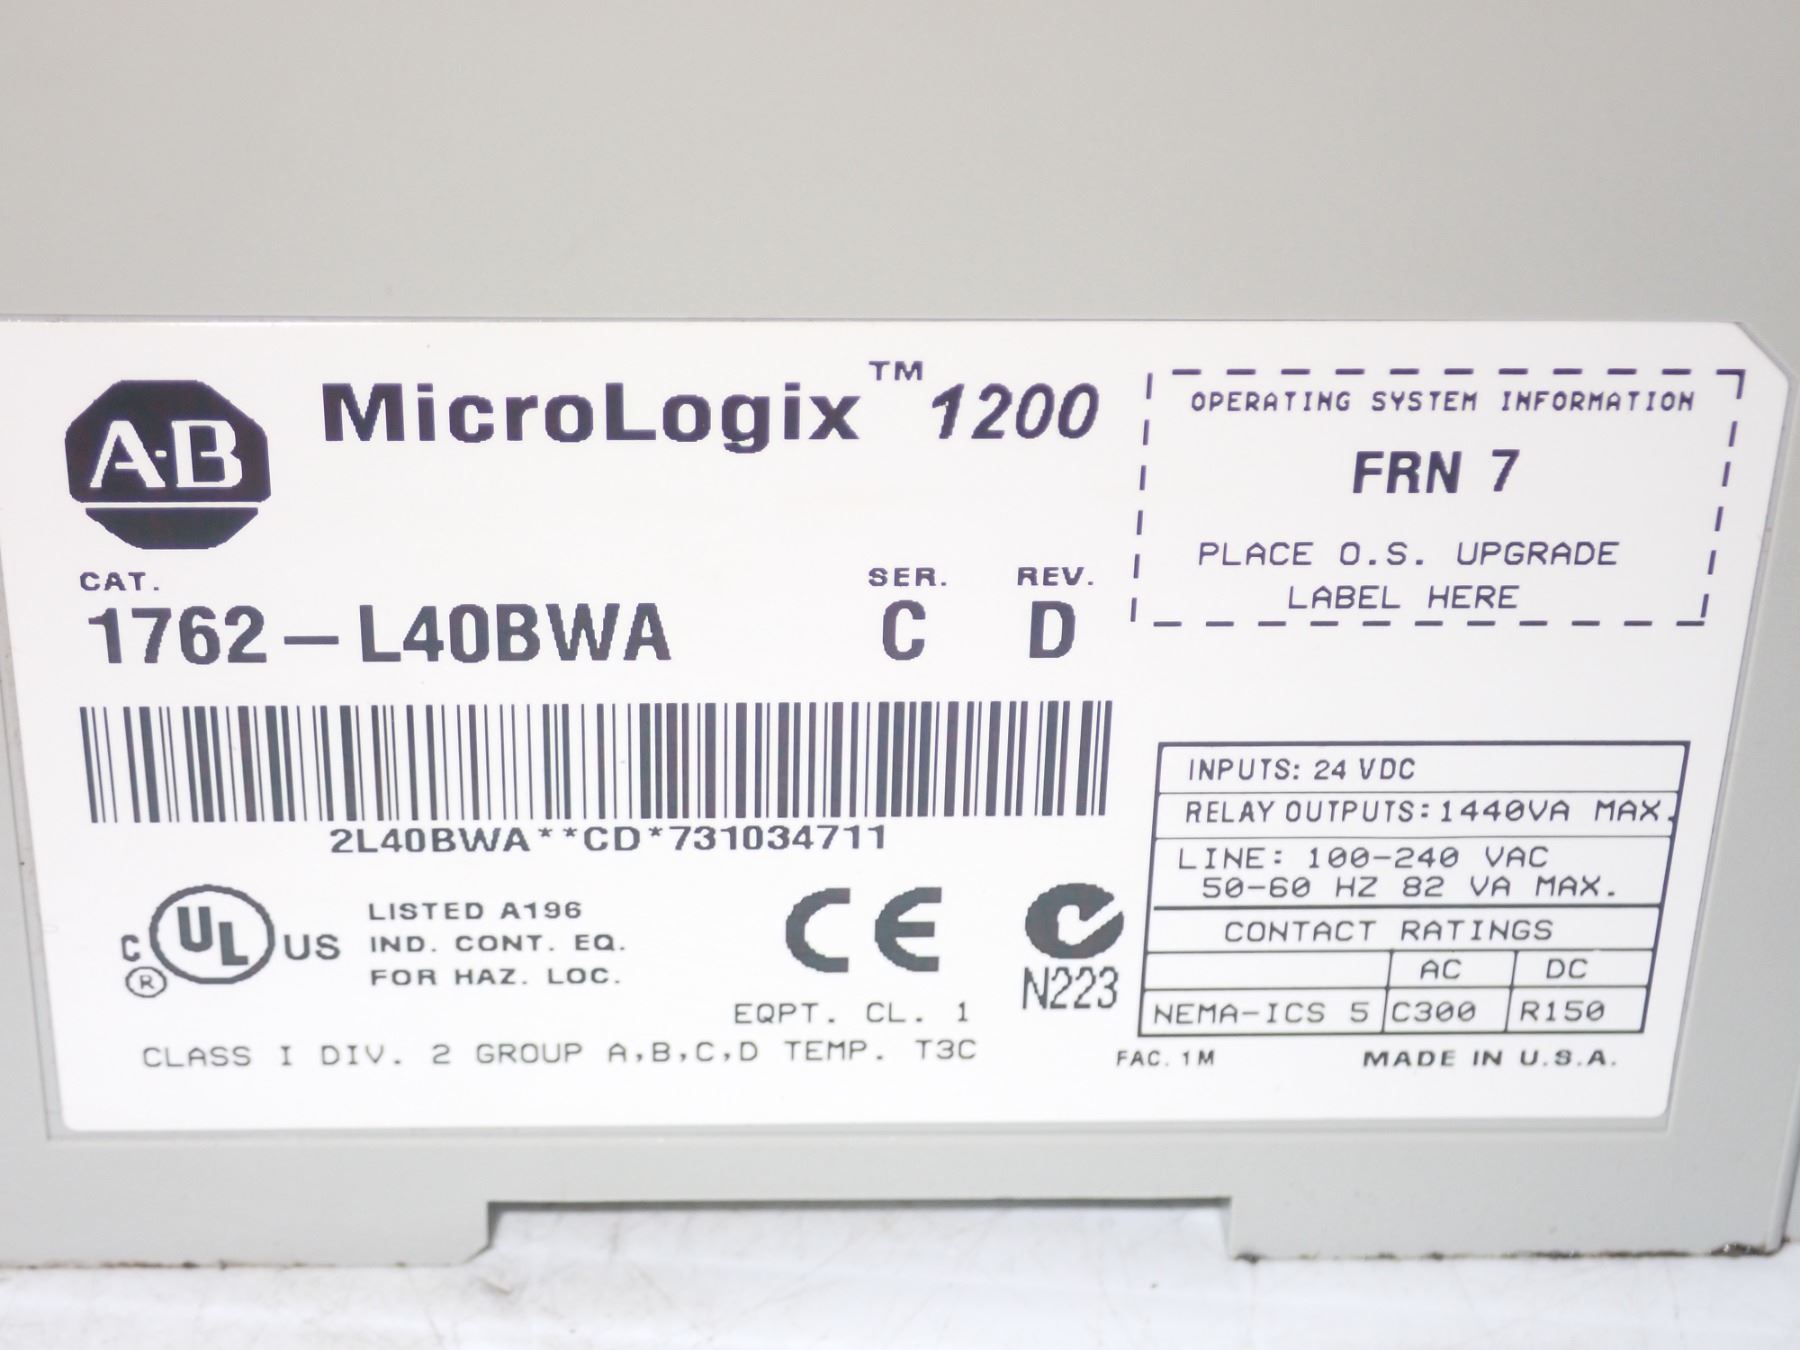 A·B
MicroLogix™ 1200
OPERATING SYSTEM INFORMATION
FRN 7
PLACE O.S. UPGRADE
LABEL HERE
CAT. SER. REV.
1762-L40BWA C D
2L40BWA**CD*731034711
INPUTS: 24 VDC
RELAY OUTPUTS: 1440VA MAX.
LINE: 100-240 VAC
50-60 HZ 82 VA MAX.
CONTACT RATINGS
AC DC
NEMA-ICS 5 C300 R150
C UL US ®
LISTED A196
IND. CONT. EQ.
FOR HAZ. LOC.
CE
N223
EQPT. CL. 1
CLASS I DIV. 2 GROUP A,B,C,D TEMP. T3C
FAC. 1M MADE IN U.S.A.